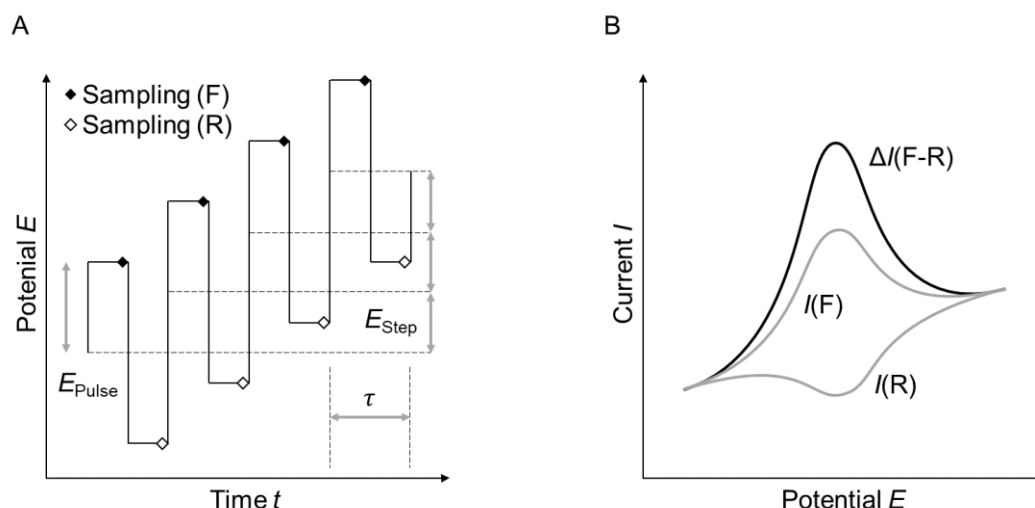 A
Sampling (F)
Sampling (R)
Potenial E
E_Pulse
E_Step
τ
Time t
B
Current I
ΔI(F-R)
I(F)
I(R)
Potential E